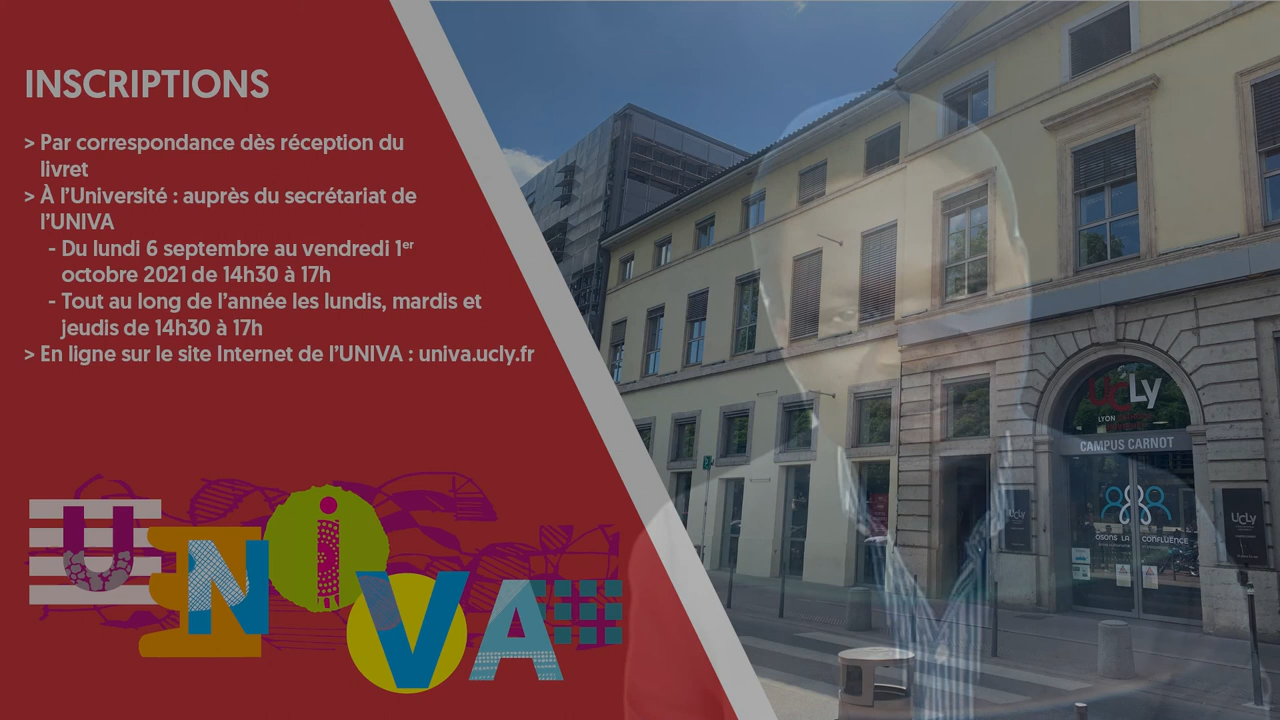 INSCRIPTIONS
> Par correspondance dès réception du
livret
> À l'Université : auprès du secrétariat de
l'UNIVA
- Du lundi 6 septembre au vendredi 1er
octobre 2021 de 14h30 à 17h
- Tout au long de l'année les lundis, mardis et
jeudis de 14h30 à 17h
> En ligne sur le site Internet de l'UNIVA : univa.ucly.fr
UNiVA
UCLy
LYON
CAMPUS CARNOT
OSONS LA CONFLUENCE
UCLy
UCLy